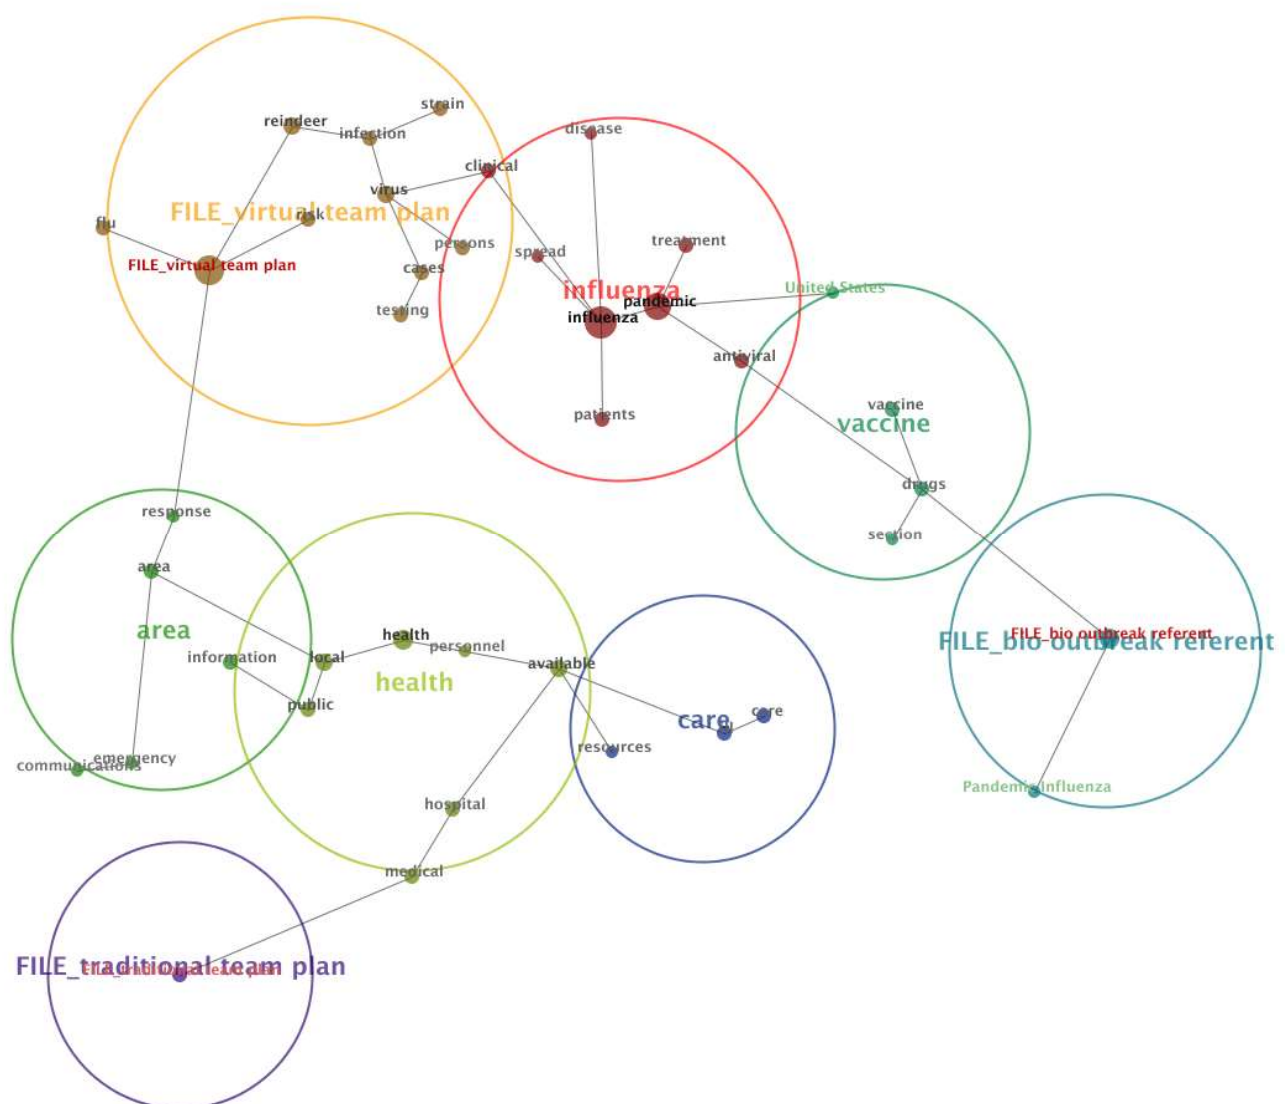 strain
reindeer
infection
disease
clinical
virus
FILE_virtual team plan
risk
flu
persons
treatment
spread
FILE_virtual team plan
cases
United States
influenza
pandemic
testing
influenza
antiviral
vaccine
patients
vaccine
drugs
response
section
area
area
health
FILE_bio outbreak referent
FILE_bio outbreak referent
information
local
personnel
available
health
public
care
care
resources
emergency
communications
Pandemic Influenza
hospital
medical
FILE_traditional team plan
FILE_traditional team plan